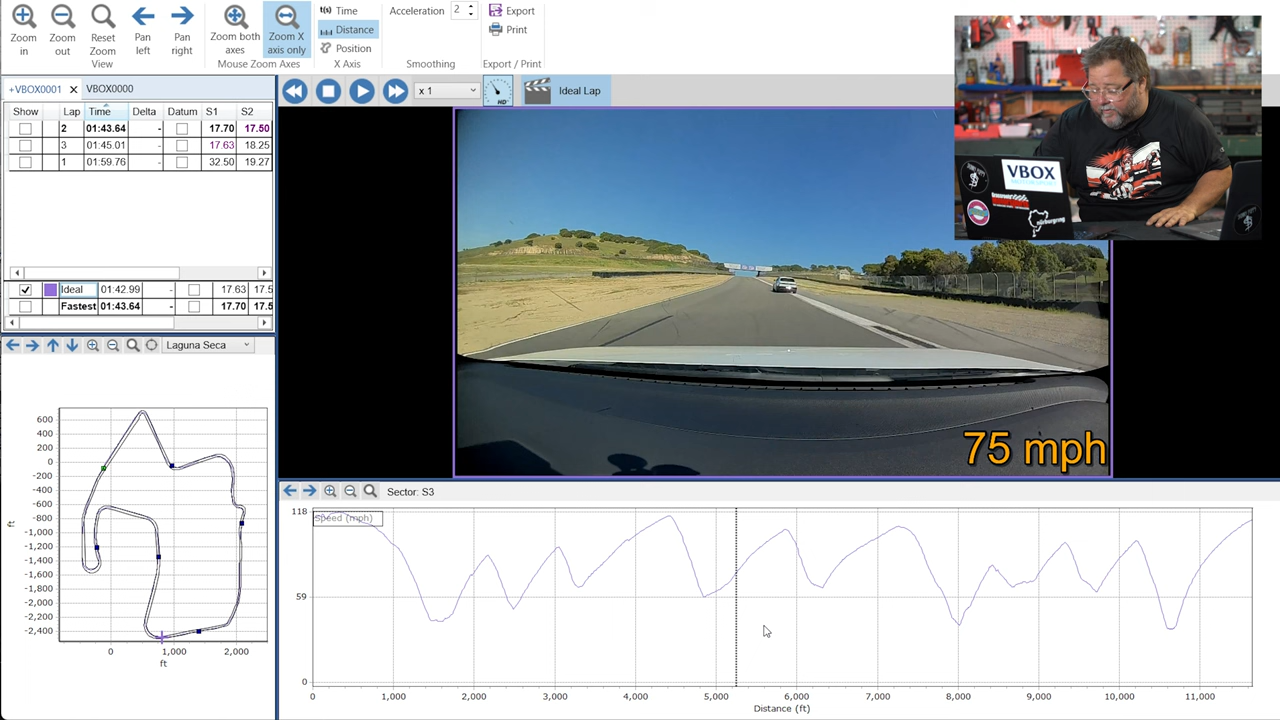 Zoom in
Zoom out
Reset Zoom
Pan left
Pan right
View
Zoom both axes
Zoom X axis only
Mouse Zoom Axes
t(s) Time
Distance
Position
X Axis
Acceleration 2
Smoothing
Export
Print
Export / Print
+VBOX0001
VBOX0000
Show Lap Time Delta Datum S1 S2
2 01:43.64 - 17.70 17.50
3 01:45.01 - 17.63 18.25
1 01:59.76 - 32.50 19.27
Ideal 01:42.99 - 17.63 17.5
Fastest 01:43.64 - 17.70 17.5
x 1
HD
Ideal Lap
VBOX
75 mph
Laguna Seca
600
400
200
0
-200
-400
-600
-800
-1,000
-1,200
-1,400
-1,600
-1,800
-2,000
-2,200
-2,400
ft
0 1,000 2,000
ft
Sector: S3
Speed (mph)
118
59
0
0 1,000 2,000 3,000 4,000 5,000 6,000 7,000 8,000 9,000 10,000 11,000
Distance (ft)